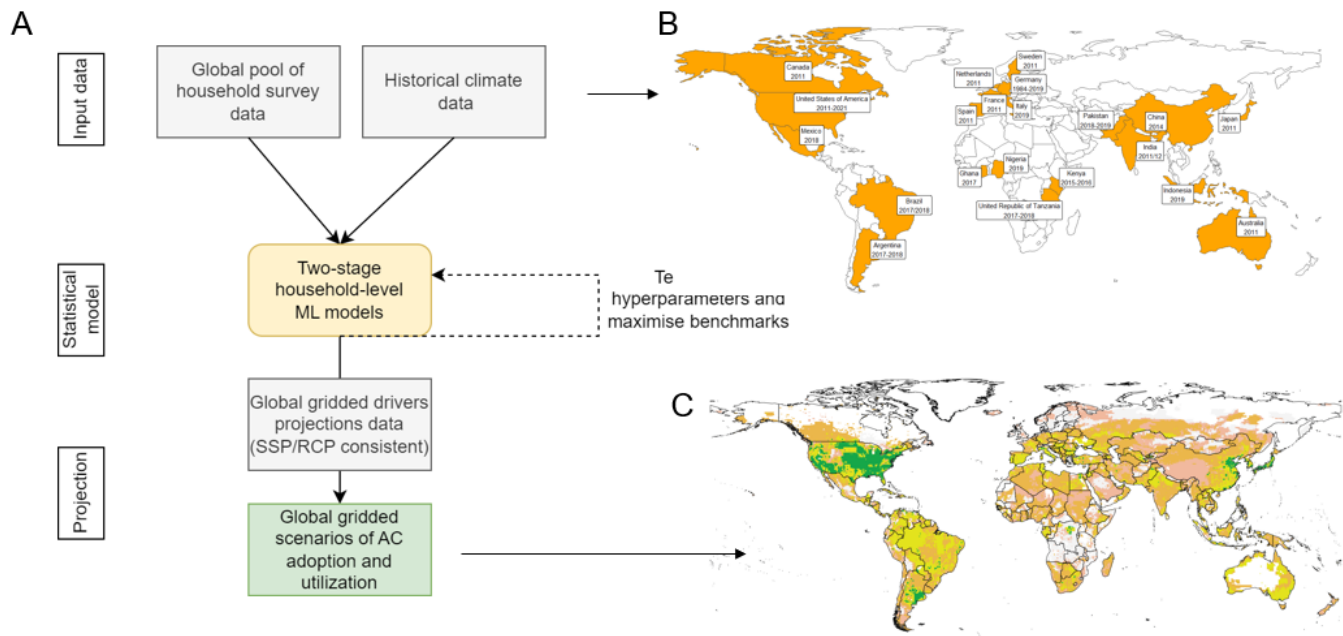 A
Input data
Global pool of
household survey
data
Historical climate
data
Statistical
model
Two-stage
household-level
ML models
Te
hyperparameters and
maximise benchmarks
Projection
Global gridded drivers
projections data
(SSP/RCP consistent)
Global gridded
scenarios of AC
adoption and
utilization
B
Canada
2011
United States of America
2011-2021
Mexico
2018
Brazil
2017/2018
Argentina
2017-2018
Sweden
2011
Netherlands
2011
Germany
1984-2019
France
2011
Spain
2011
Italy
2019
Pakistan
2018-2019
China
2014
Japan
2011
India
2011/12
Nigeria
2019
Ghana
2017
Kenya
2015-2016
United Republic of Tanzania
2017-2018
Indonesia
2019
Australia
2011
C